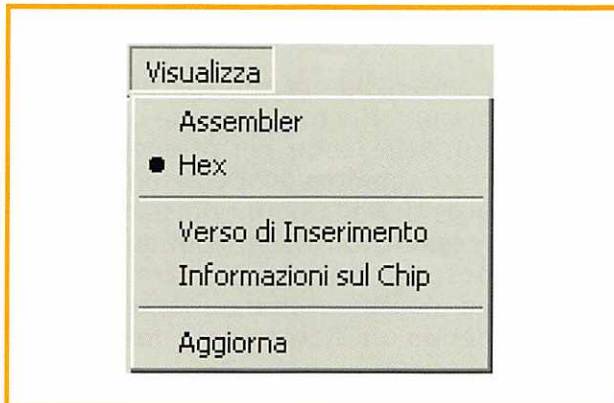 Visualizza
Assembler
Hex
Verso di Inserimento
Informazioni sul Chip
Aggiorna